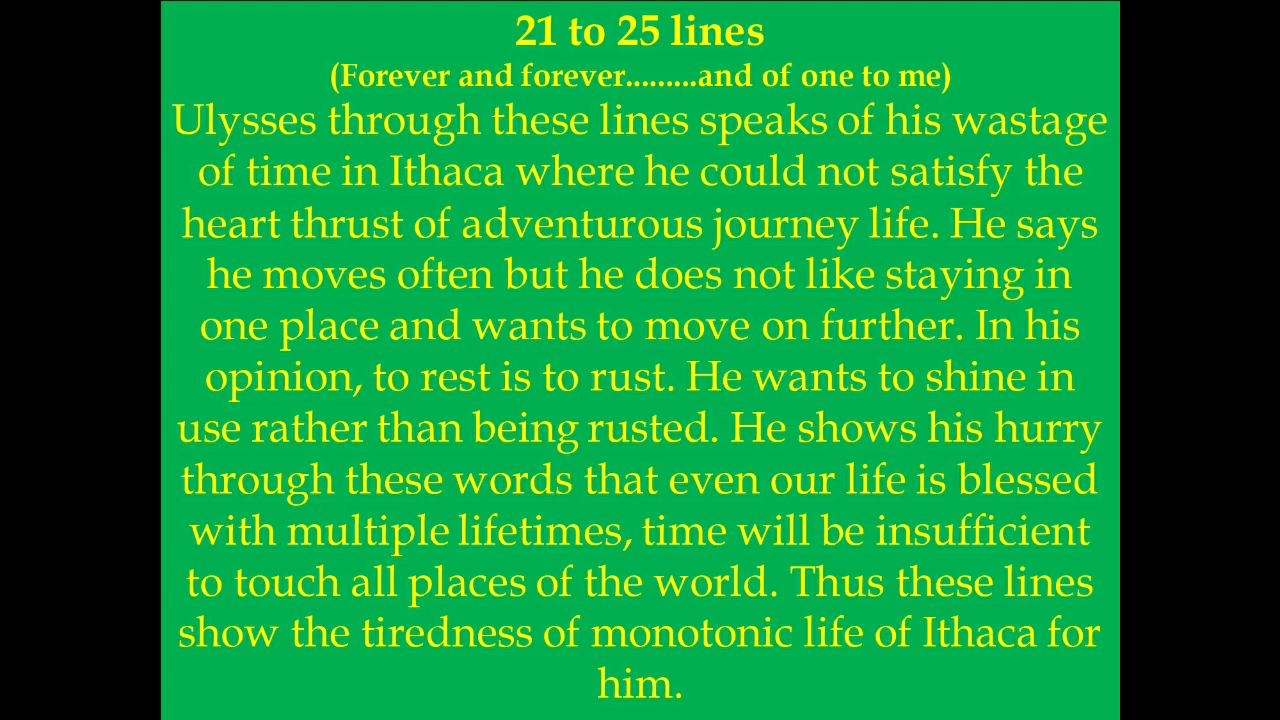 21 to 25 lines
(Forever and forever.........and of one to me)
Ulysses through these lines speaks of his wastage
of time in Ithaca where he could not satisfy the
heart thrust of adventurous journey life. He says
he moves often but he does not like staying in
one place and wants to move on further. In his
opinion, to rest is to rust. He wants to shine in
use rather than being rusted. He shows his hurry
through these words that even our life is blessed
with multiple lifetimes, time will be insufficient
to touch all places of the world. Thus these lines
show the tiredness of monotonic life of Ithaca for
him.